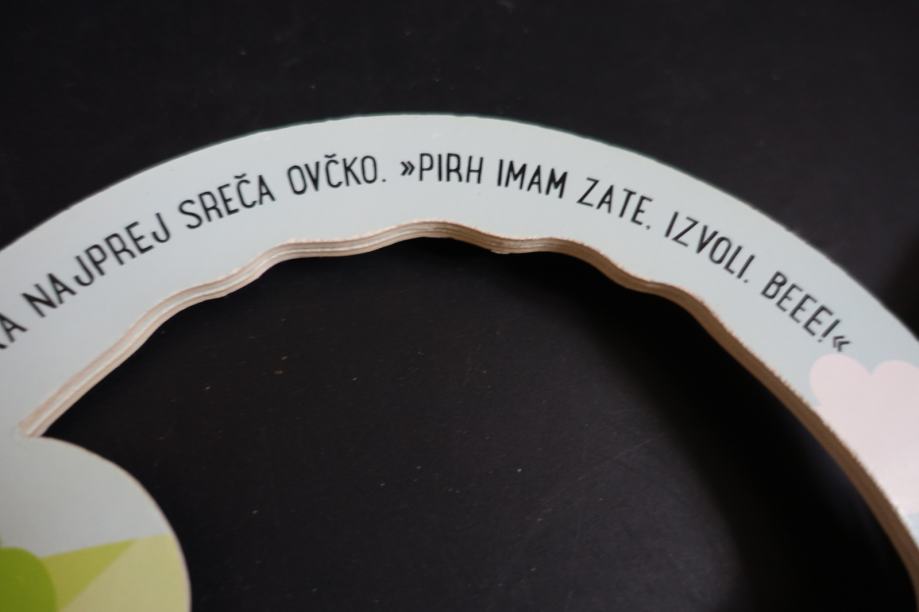 NAJPREJ SREČA OVČKO. »PIRH IMAM ZATE. IZVOLI. BEEE!«